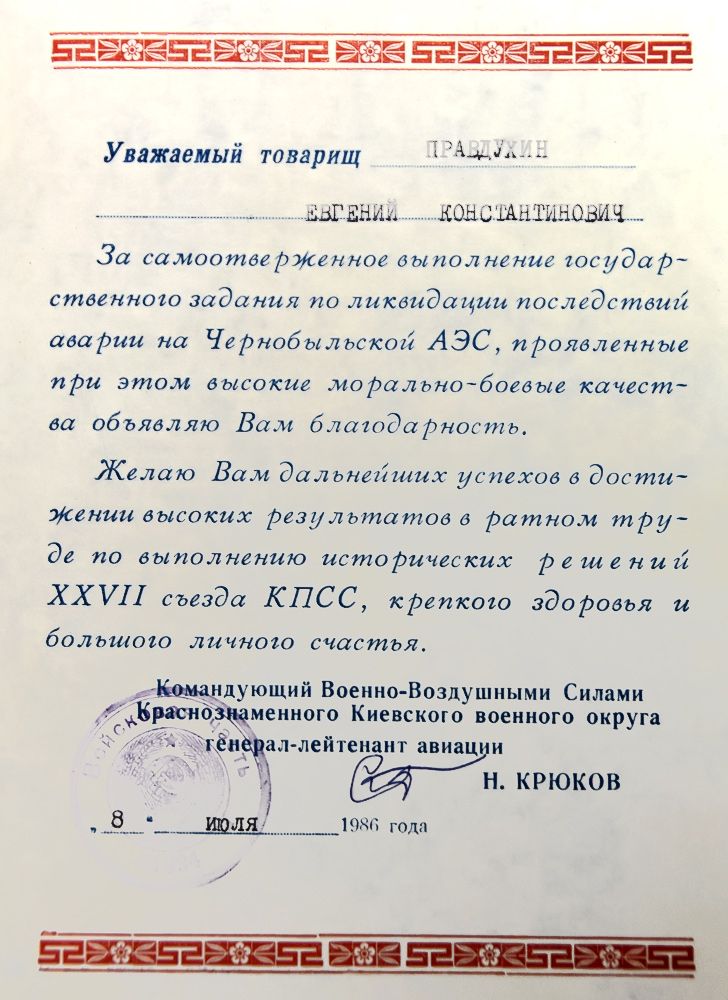 Уважаемый товарищ ПРАВДУХИН
ЕВГЕНИЙ КОНСТАНТИНОВИЧ
За самоотверженное выполнение государ-
ственного задания по ликвидации последствий
аварии на Чернобыльской АЭС, проявленные
при этом высокие морально-боевые качест-
ва объявляю Вам благодарность.
Желаю Вам дальнейших успехов в дости-
жении высоких результатов в ратном тру-
де по выполнению исторических решений
XXVII съезда КПСС, крепкого здоровья и
большого личного счастья.
Командующий Военно-Воздушными Силами
Краснознаменного Киевского военного округа
генерал-лейтенант авиации
Н. КРЮКОВ
„ 8 “ ИЮЛЯ 1986 года
Войсковая часть